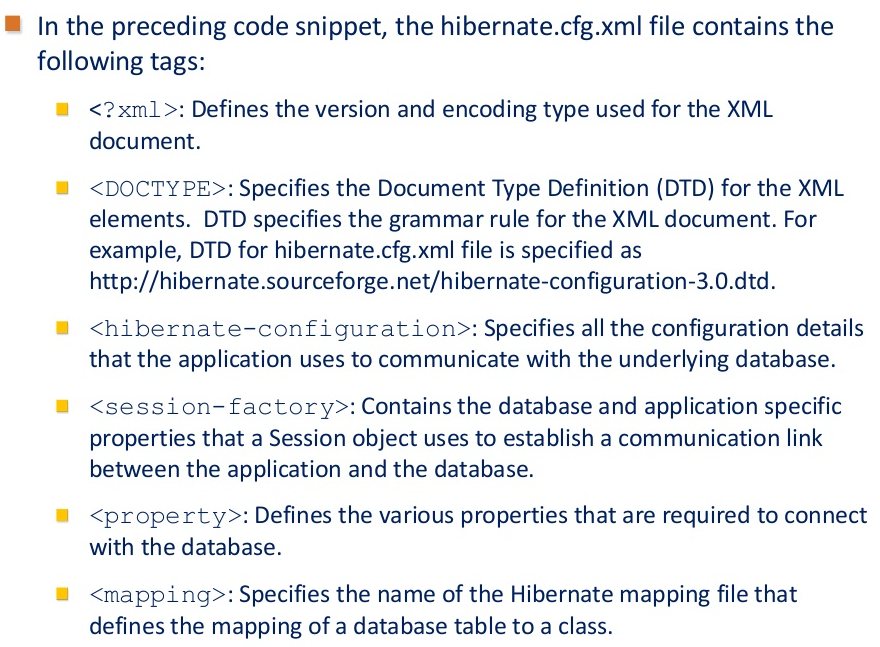 In the preceding code snippet, the hibernate.cfg.xml file contains the
following tags:
<?xml>: Defines the version and encoding type used for the XML
document.
<DOCTYPE>: Specifies the Document Type Definition (DTD) for the XML
elements.  DTD specifies the grammar rule for the XML document. For
example, DTD for hibernate.cfg.xml file is specified as
http://hibernate.sourceforge.net/hibernate-configuration-3.0.dtd.
<hibernate-configuration>: Specifies all the configuration details
that the application uses to communicate with the underlying database.
<session-factory>: Contains the database and application specific
properties that a Session object uses to establish a communication link
between the application and the database.
<property>: Defines the various properties that are required to connect
with the database.
<mapping>: Specifies the name of the Hibernate mapping file that
defines the mapping of a database table to a class.